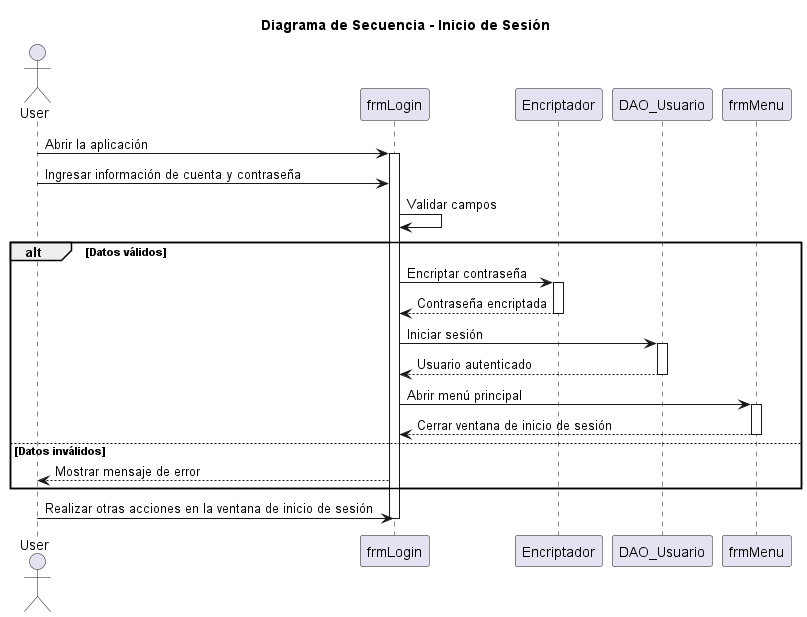 Diagrama de Secuencia - Inicio de Sesión
User
frmLogin
Encriptador
DAO_Usuario
frmMenu
Abrir la aplicación
Ingresar información de cuenta y contraseña
Validar campos
alt
[Datos válidos]
Encriptar contraseña
Contraseña encriptada
Iniciar sesión
Usuario autenticado
Abrir menú principal
Cerrar ventana de inicio de sesión
[Datos inválidos]
Mostrar mensaje de error
Realizar otras acciones en la ventana de inicio de sesión
User
frmLogin
Encriptador
DAO_Usuario
frmMenu